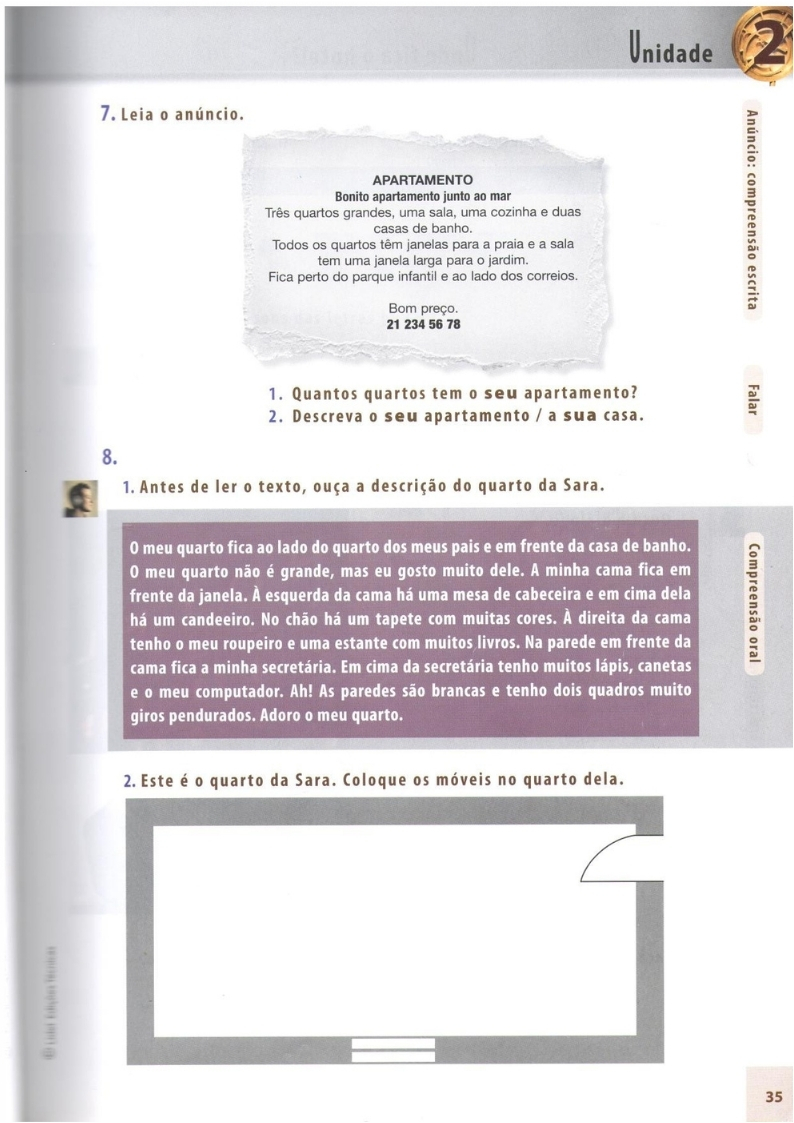 Unidade 2
7. Leia o anúncio.
APARTAMENTO
Bonito apartamento junto ao mar
Três quartos grandes, uma sala, uma cozinha e duas
casas de banho.
Todos os quartos têm janelas para a praia e a sala
tem uma janela larga para o jardim.
Fica perto do parque infantil e ao lado dos correios.
Bom preço.
21 234 56 78
1. Quantos quartos tem o seu apartamento?
2. Descreva o seu apartamento / a sua casa.
Anúncio: compreensão escrita
Falar
8.
1. Antes de ler o texto, ouça a descrição do quarto da Sara.
O meu quarto fica ao lado do quarto dos meus pais e em frente da casa de banho.
O meu quarto não é grande, mas eu gosto muito dele. A minha cama fica em
frente da janela. À esquerda da cama há uma mesa de cabeceira e em cima dela
há um candeeiro. No chão há um tapete com muitas cores. À direita da cama
tenho o meu roupeiro e uma estante com muitos livros. Na parede em frente da
cama fica a minha secretária. Em cima da secretária tenho muitos lápis, canetas
e o meu computador. Ah! As paredes são brancas e tenho dois quadros muito
giros pendurados. Adoro o meu quarto.
Compreensão oral
2. Este é o quarto da Sara. Coloque os móveis no quarto dela.
© Lidel Edições Técnicas
35